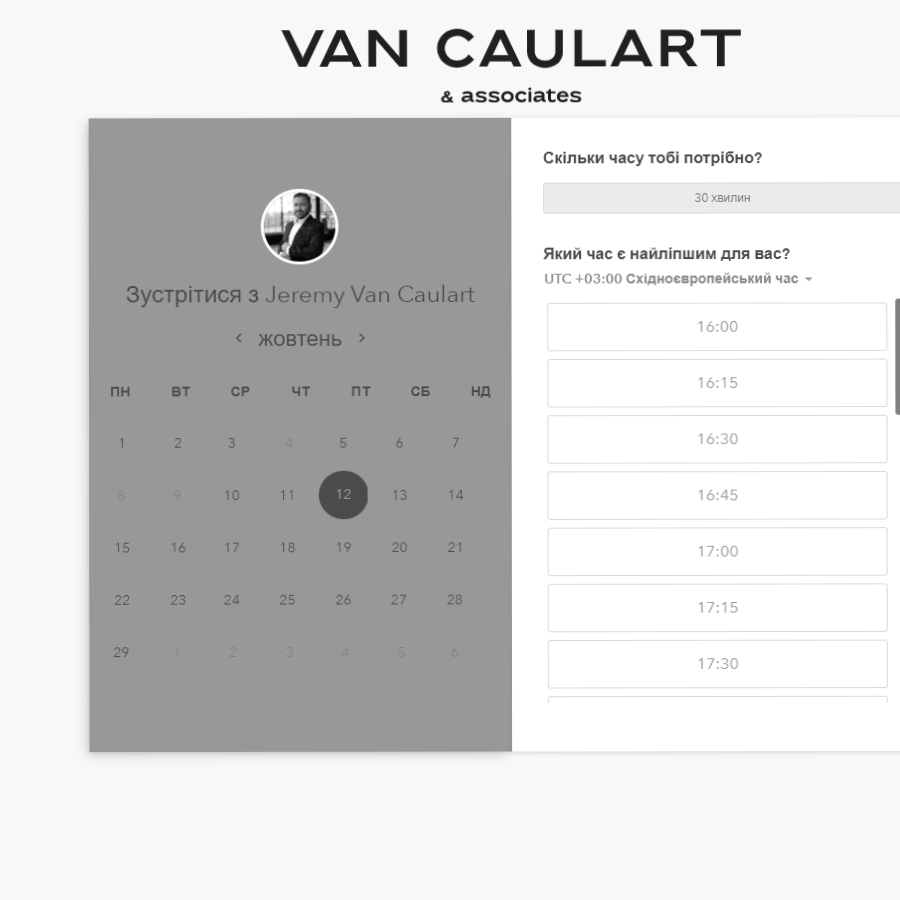 VAN CAULART
& associates
Зустрітися з Jeremy Van Caulart
жовтень
ПН ВТ СР ЧТ ПТ СБ НД
1 2 3 4 5 6 7
8 9 10 11 12 13 14
15 16 17 18 19 20 21
22 23 24 25 26 27 28
29 1 2 3 4 5 6
Скільки часу тобі потрібно?
30 хвилин
Який час є найліпшим для вас?
UTC +03:00 Східноєвропейський час
16:00
16:15
16:30
16:45
17:00
17:15
17:30